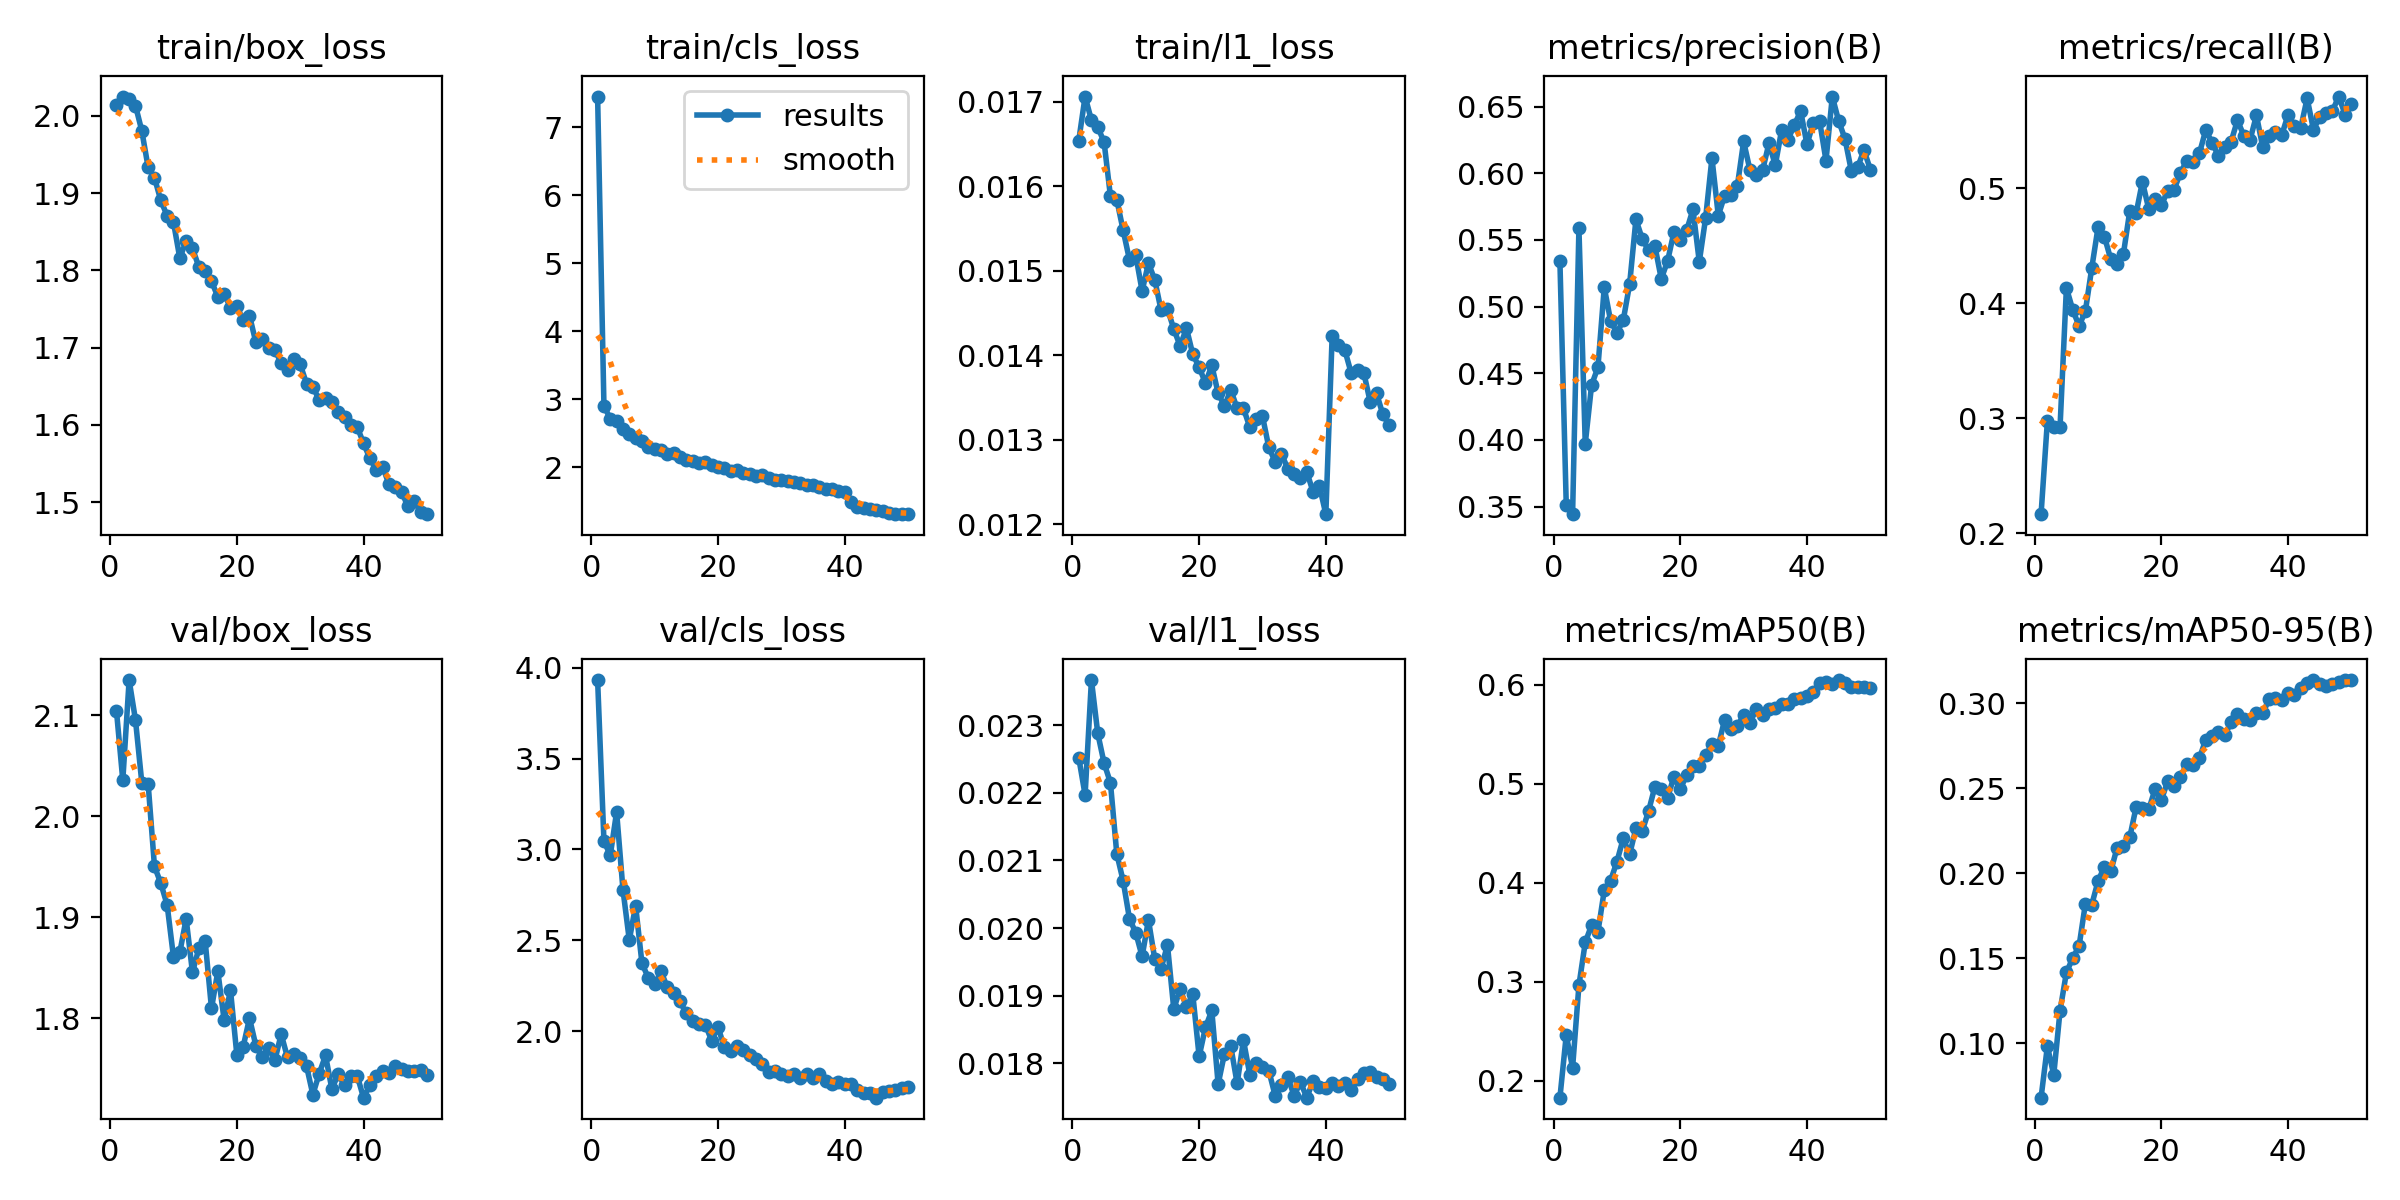 train/box_loss
2.0
1.9
1.8
1.7
1.6
1.5
0 20 40
train/cls_loss
results
smooth
7
6
5
4
3
2
0 20 40
train/l1_loss
0.017
0.016
0.015
0.014
0.013
0.012
0 20 40
metrics/precision(B)
0.65
0.60
0.55
0.50
0.45
0.40
0.35
0 20 40
metrics/recall(B)
0.5
0.4
0.3
0.2
0 20 40
val/box_loss
2.1
2.0
1.9
1.8
0 20 40
val/cls_loss
4.0
3.5
3.0
2.5
2.0
0 20 40
val/l1_loss
0.023
0.022
0.021
0.020
0.019
0.018
0 20 40
metrics/mAP50(B)
0.6
0.5
0.4
0.3
0.2
0 20 40
metrics/mAP50-95(B)
0.30
0.25
0.20
0.15
0.10
0 20 40